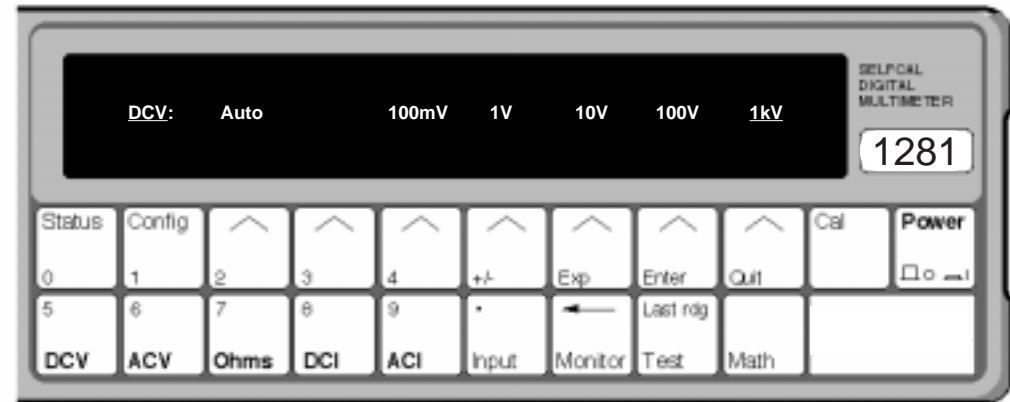 SELFCAL
DIGITAL
MULTIMETER
DCV: Auto 100mV 1V 10V 100V 1kV
1281
Status Config Cal Power
0 1 2 3 4 +/- Exp Enter Quit
5 6 7 8 9 . Last rdg
DCV ACV Ohms DCI ACI Input Monitor Test Math